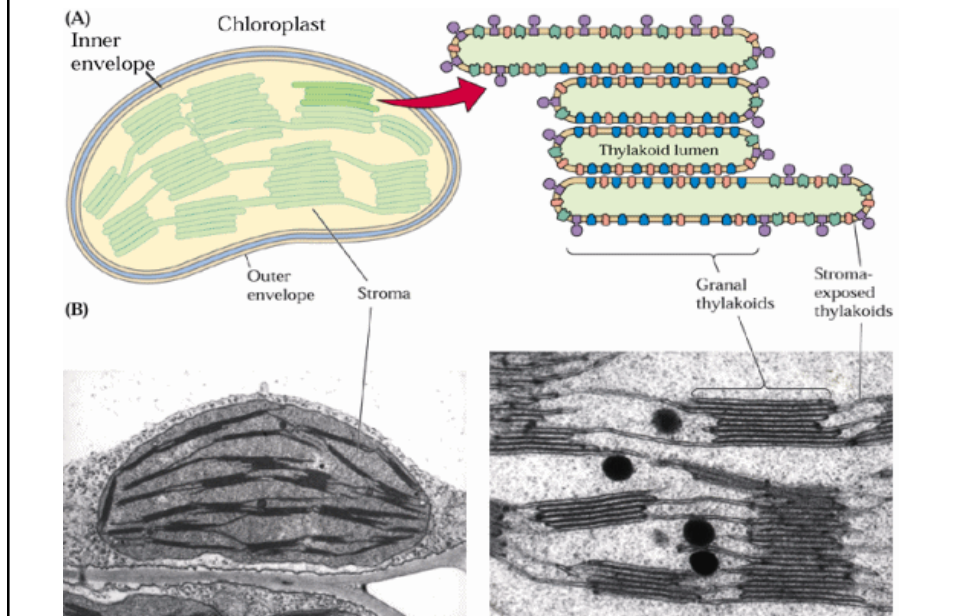 (A)
Chloroplast
Inner
envelope
Thylakoid lumen
Outer
envelope
Stroma
Granal
thylakoids
Stroma-
exposed
thylakoids
(B)